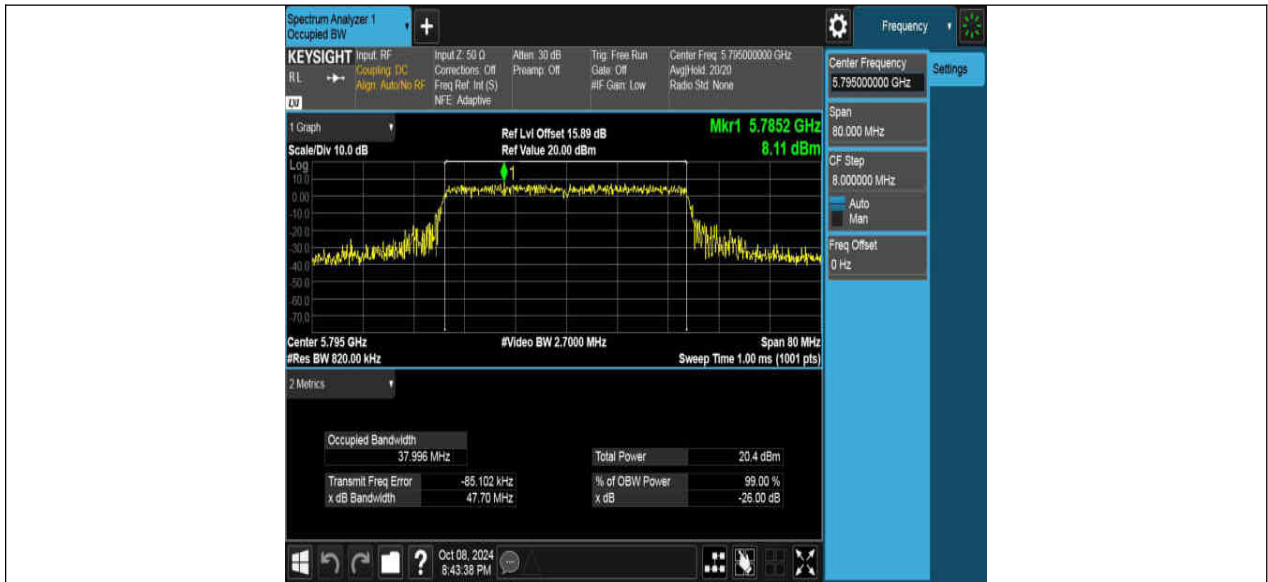 Spectrum Analyzer 1
Occupied BW
+
Frequency
KEYSIGHT Input: RF Input Z: 50 Ω Atten: 30 dB Trig: Free Run Center Freq: 5.795000000 GHz
RL Coupling: DC Corrections: Off Preamp: Off Gate: Off Avg|Hold: 20/20
Align: Auto/No RF Freq Ref: Int (S) #IF Gain: Low Radio Std: None
LXI NFE: Adaptive
Center Frequency
5.795000000 GHz
Settings
Span
80.000 MHz
CF Step
8.000000 MHz
Auto
Man
Freq Offset
0 Hz
1 Graph
Ref Lvl Offset 15.89 dB Mkr1 5.7852 GHz
Scale/Div 10.0 dB Ref Value 20.00 dBm 8.11 dBm
Log
1
10.0
0.00
-10.0
-20.0
-30.0
-40.0
-50.0
-60.0
-70.0
Center 5.795 GHz #Video BW 2.7000 MHz Span 80 MHz
#Res BW 820.00 kHz Sweep Time 1.00 ms (1001 pts)
2 Metrics
Occupied Bandwidth
37.996 MHz Total Power 20.4 dBm
Transmit Freq Error -85.102 kHz % of OBW Power 99.00 %
x dB Bandwidth 47.70 MHz x dB -26.00 dB
? Oct 08, 2024
8:43:38 PM